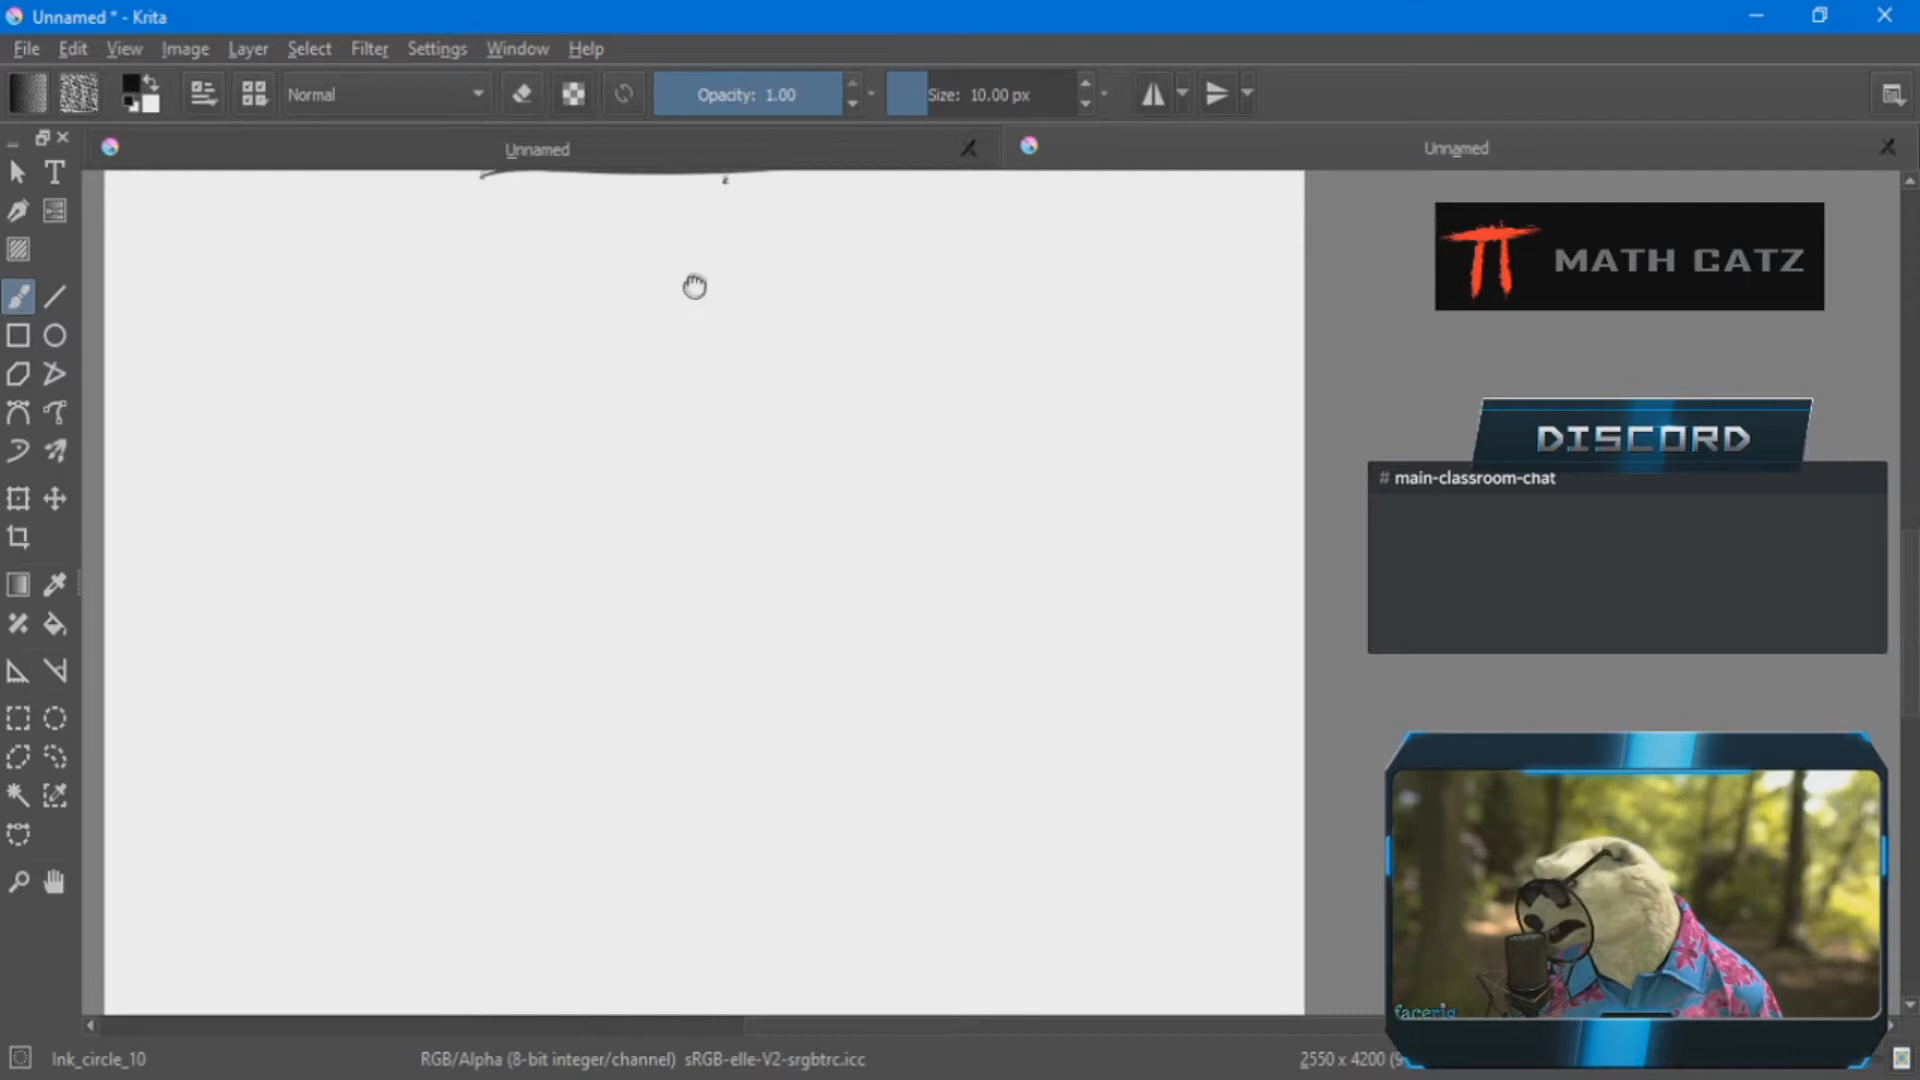 Unnamed * - Krita
File Edit View Image Layer Select Filter Settings Window Help
Normal
Opacity: 1.00
Size: 10.00 px
Unnamed
Unnamed
MATH CATZ
DISCORD
# main-classroom-chat
facerig
Ink_circle_10
RGB/Alpha (8-bit integer/channel) sRGB-elle-V2-srgbtrc.icc
2550 x 4200